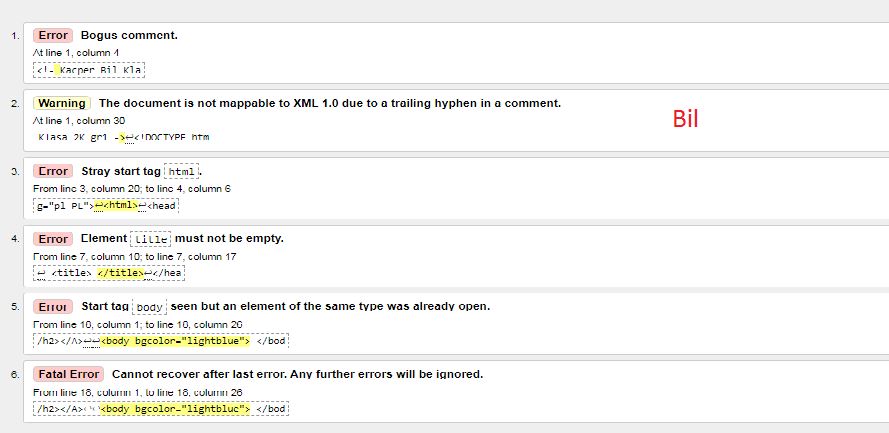 1. Error Bogus comment.
At line 1, column 4
<!- Kacper Bil Kla
2. Warning The document is not mappable to XML 1.0 due to a trailing hyphen in a comment.
Bil
At line 1, column 30
Klasa 2K gr1 ->↩<!DOCTYPE htm
3. Error Stray start tag html.
From line 3, column 20; to line 4, column 6
g="pl PL">↩<html>↩<head
4. Error Element title must not be empty.
From line 7, column 10; to line 7, column 17
↩ <title> </title>↩</hea
5. Error Start tag body seen but an element of the same type was already open.
From line 18, column 1; to line 18, column 26
/h2></A>↩↩<body bgcolor="lightblue"> </bod
6. Fatal Error Cannot recover after last error. Any further errors will be ignored.
From line 18, column 1, to line 18, column 26
/h2></A>↩↩<body bgcolor="lightblue"> </bod